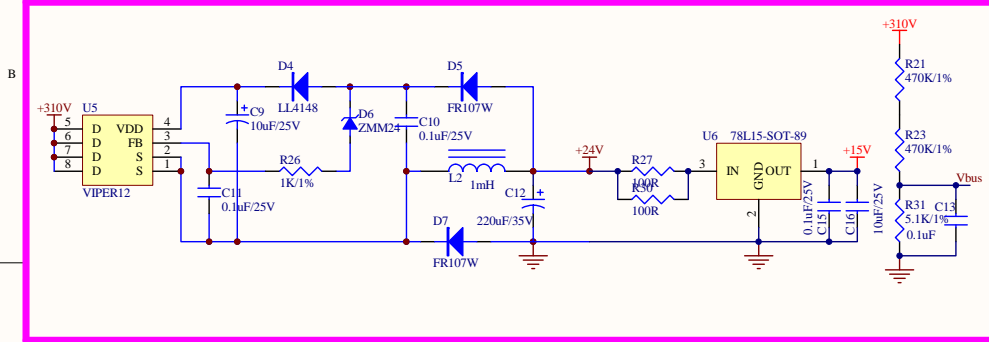 B
+310V
U5
5
6
7
8
D
D
D
D
VDD
FB
S
S
4
3
2
1
VIPER12
C9
10uF/25V
C11
0.1uF/25V
D4
LL4148
D6
ZMM24
R26
1K/1%
C10
0.1uF/25V
D5
FR107W
L2
1mH
D7
FR107W
C12
220uF/35V
+24V
R27
100R
R30
100R
U6
78L15-SOT-89
3
IN
GND
OUT
1
2
+15V
0.1uF/25V
C15
C16
10uF/25V
+310V
R21
470K/1%
R23
470K/1%
Vbus
R31
5.1K/1%
C13
0.1uF